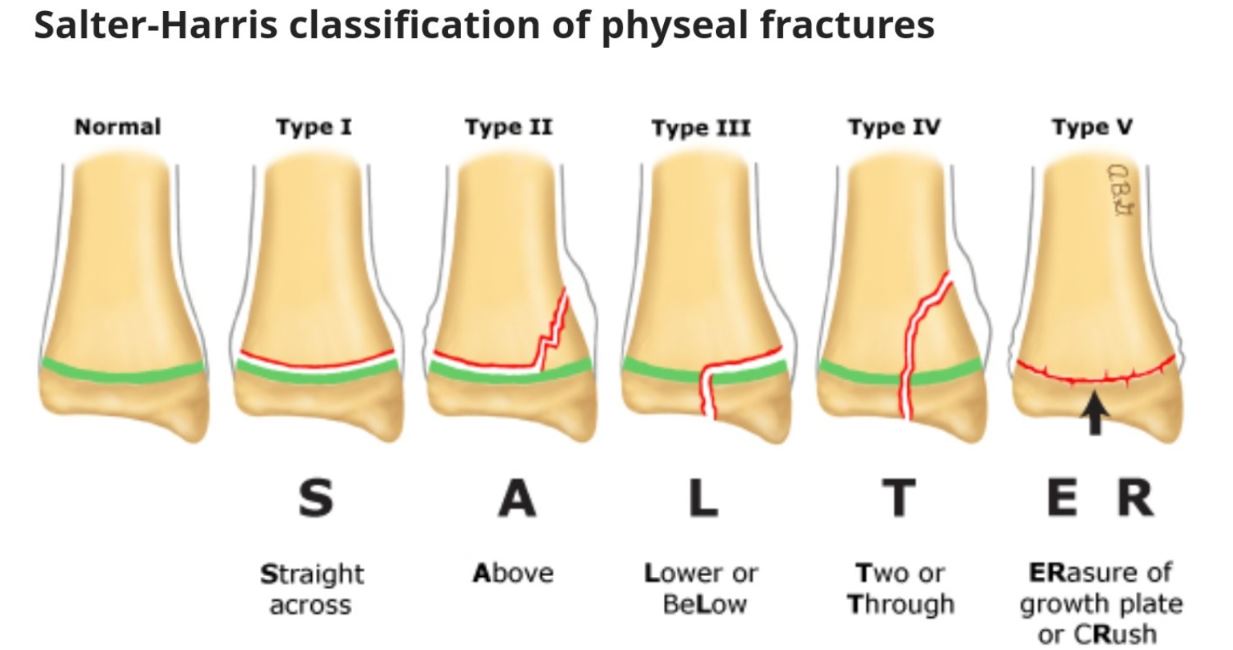 Salter-Harris classification of physeal fractures
Normal
Type I
Type II
Type III
Type IV
Type V
S
A
L
T
E R
Straight
across
Above
Lower or
BeLow
Two or
Through
ERasure of
growth plate
or CRush